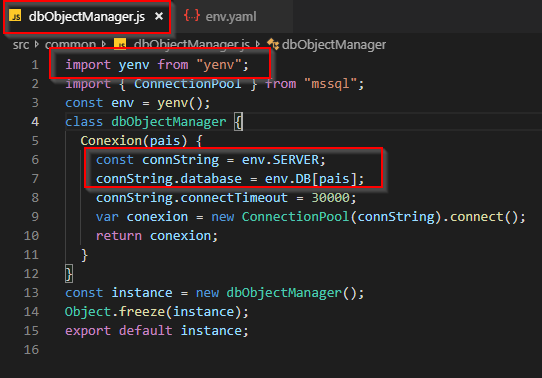 JS dbObjectManager.js × {··} env.yaml
src > common > JS dbObjectManager.js > dbObjectManager
1 import yenv from "yenv";
2 import { ConnectionPool } from "mssql";
3 const env = yenv();
4 class dbObjectManager {
5 Conexion(pais) {
6 const connString = env.SERVER;
7 connString.database = env.DB[pais];
8 connString.connectTimeout = 30000;
9 var conexion = new ConnectionPool(connString).connect();
10 return conexion;
11 }
12 }
13 const instance = new dbObjectManager();
14 Object.freeze(instance);
15 export default instance;
16